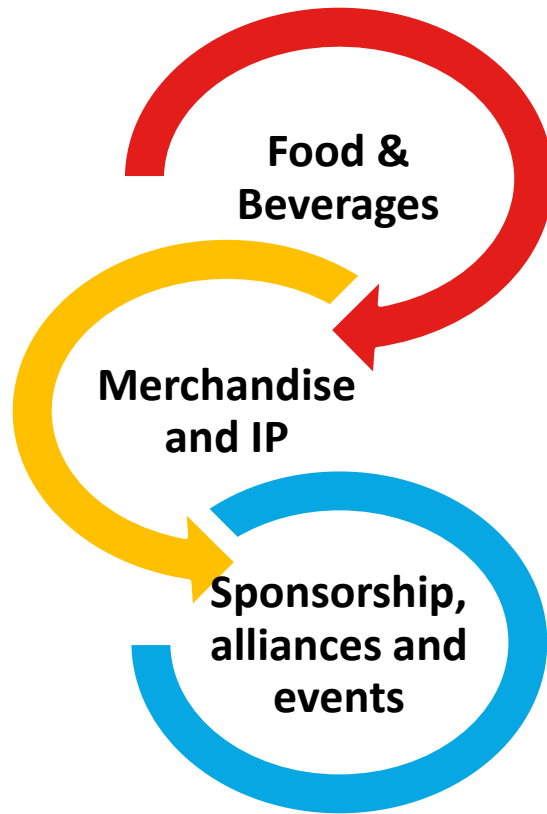 Food &
Beverages
Merchandise
and IP
Sponsorship,
alliances and
events